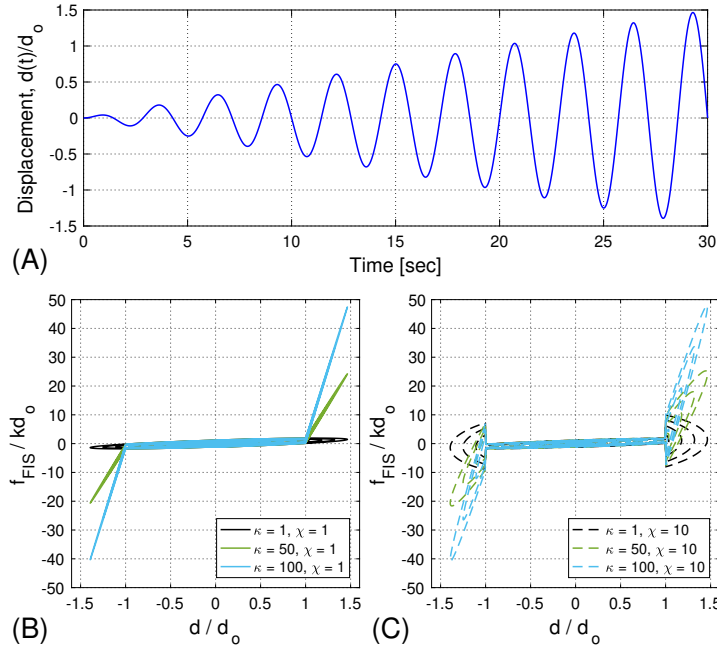 1.5
1
0.5
0
-0.5
-1
-1.5
Displacement, d(t)/d_o
0 5 10 15 20 25 30
Time [sec]
(A)
50
40
30
20
10
0
-10
-20
-30
-40
-50
f_FIS / kd_o
κ = 1, χ = 1
κ = 50, χ = 1
κ = 100, χ = 1
-1.5 -1 -0.5 0 0.5 1 1.5
d / d_o
(B)
50
40
30
20
10
0
-10
-20
-30
-40
-50
f_FIS / kd_o
κ = 1, χ = 10
κ = 50, χ = 10
κ = 100, χ = 10
-1.5 -1 -0.5 0 0.5 1 1.5
d / d_o
(C)